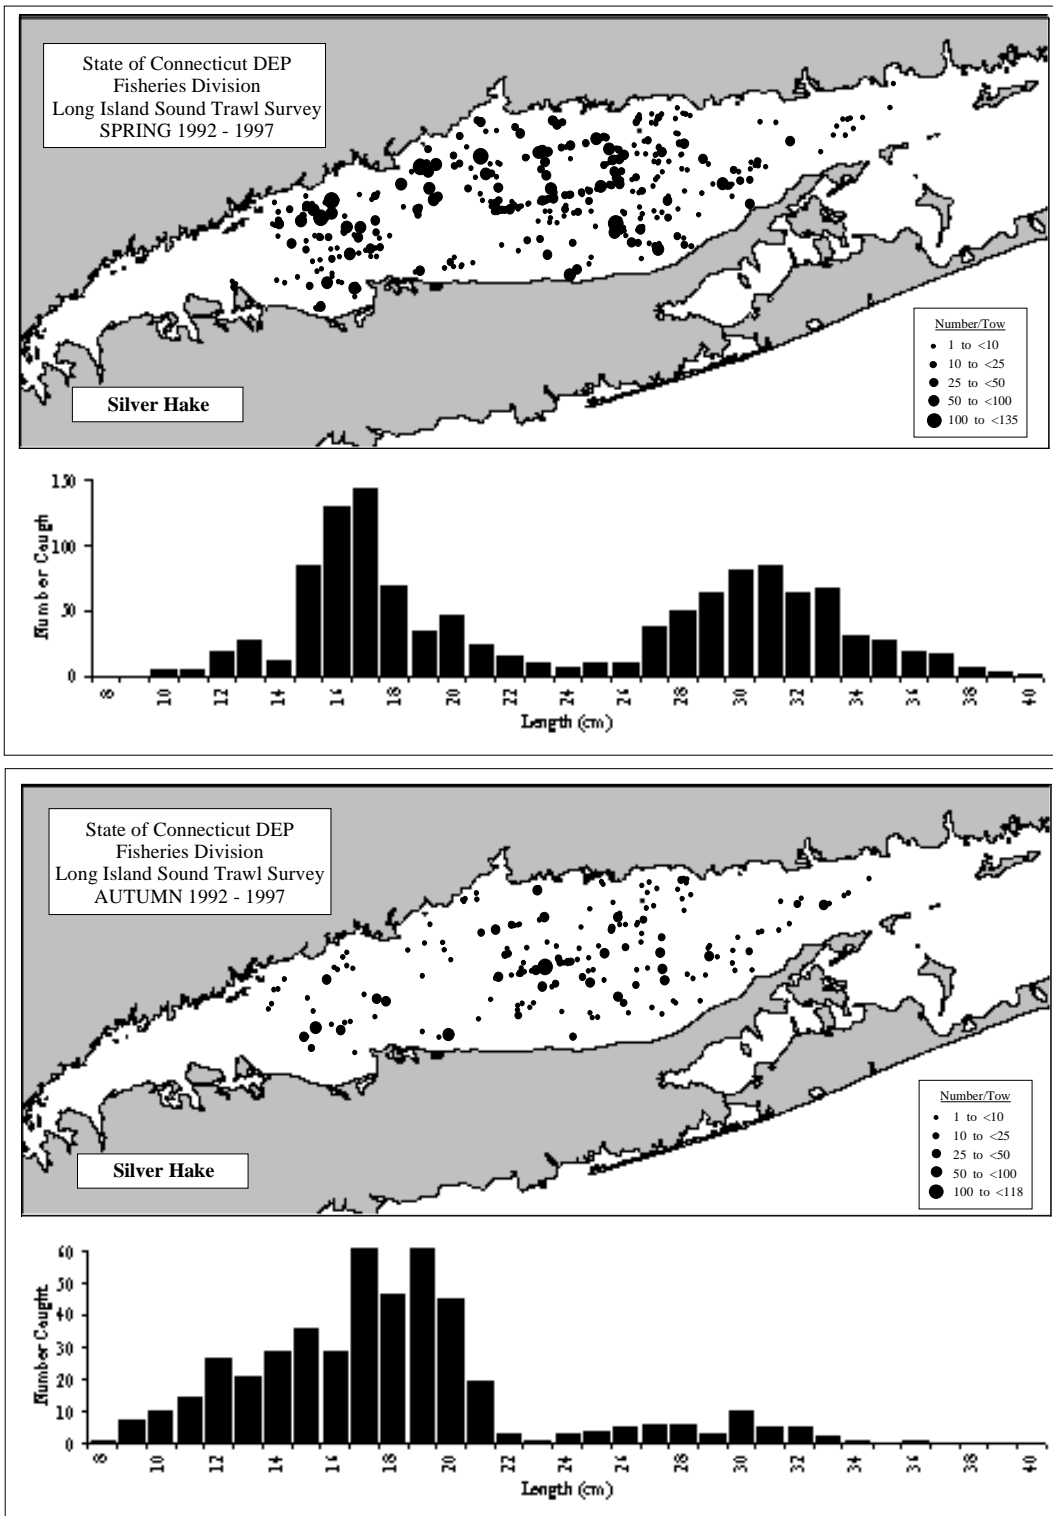 State of Connecticut DEP
Fisheries Division
Long Island Sound Trawl Survey
SPRING 1992 - 1997
Silver Hake
Number/Tow
1 to <10
10 to <25
25 to <50
50 to <100
100 to <135
150
100
50
0
Number Caugh
8 10 12 14 16 18 20 22 24 26 28 30 32 34 36 38 40
Length (cm)
State of Connecticut DEP
Fisheries Division
Long Island Sound Trawl Survey
AUTUMN 1992 - 1997
Silver Hake
Number/Tow
1 to <10
10 to <25
25 to <50
50 to <100
100 to <118
60
50
40
30
20
10
0
Number Caught
8 10 12 14 16 18 20 22 24 26 28 30 32 34 36 38 40
Length (cm)